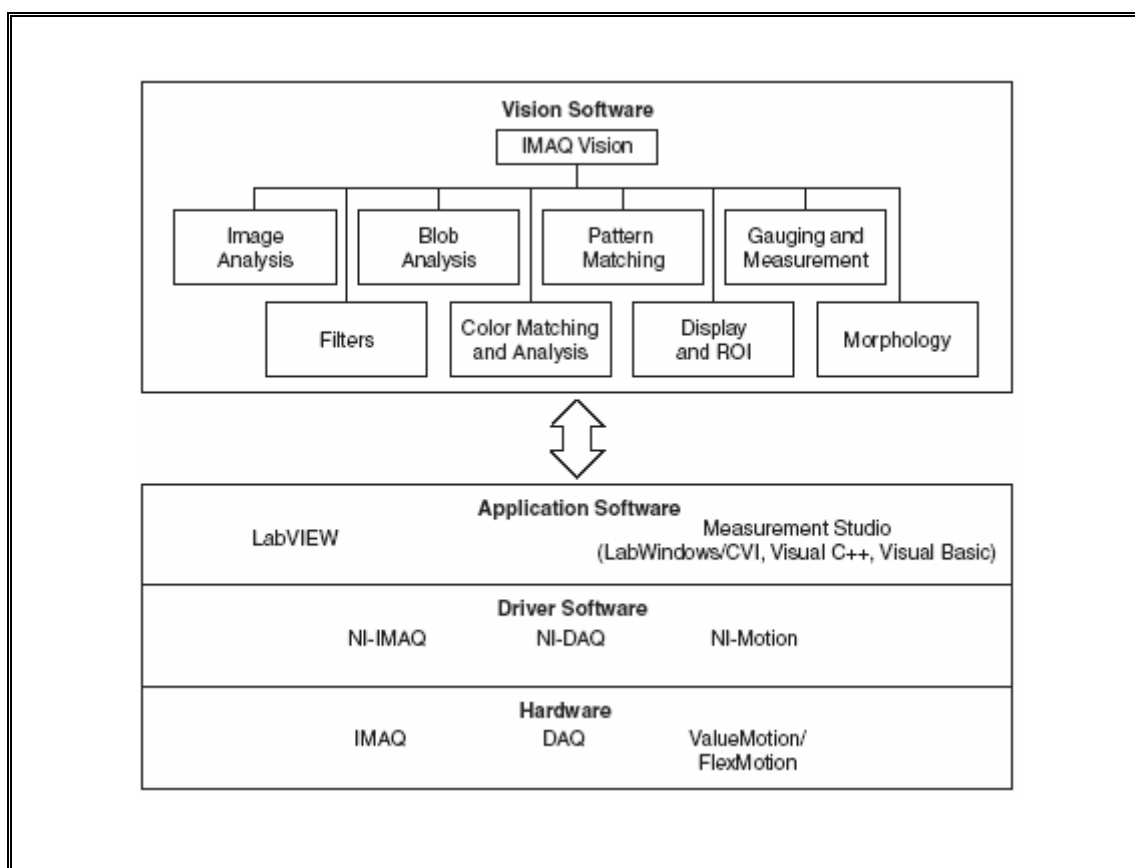 Vision Software
IMAQ Vision
Image
Analysis
Blob
Analysis
Pattern
Matching
Gauging and
Measurement
Filters
Color Matching
and Analysis
Display
and ROI
Morphology
Application Software
LabVIEW
Measurement Studio
(LabWindows/CVI, Visual C++, Visual Basic)
Driver Software
NI-IMAQ NI-DAQ NI-Motion
Hardware
IMAQ DAQ ValueMotion/
FlexMotion